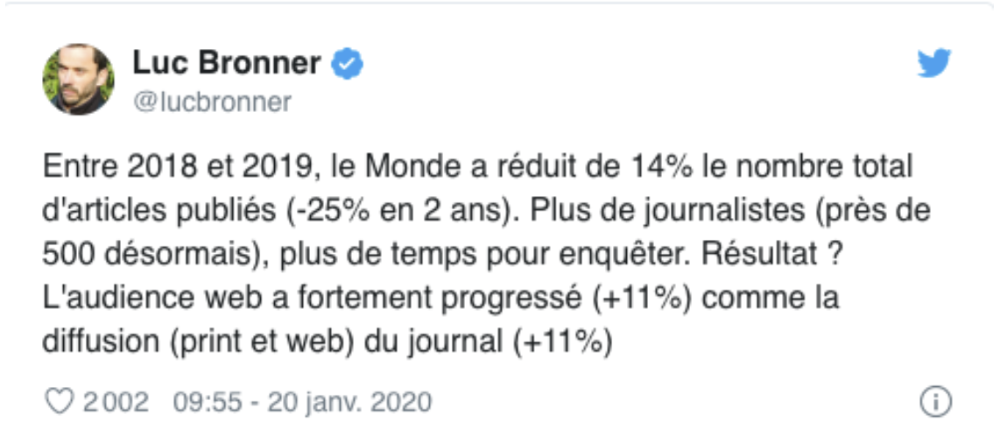 Luc Bronner
@lucbronner
Entre 2018 et 2019, le Monde a réduit de 14% le nombre total
d'articles publiés (-25% en 2 ans). Plus de journalistes (près de
500 désormais), plus de temps pour enquêter. Résultat ?
L'audience web a fortement progressé (+11%) comme la
diffusion (print et web) du journal (+11%)
2 002 09:55 - 20 janv. 2020